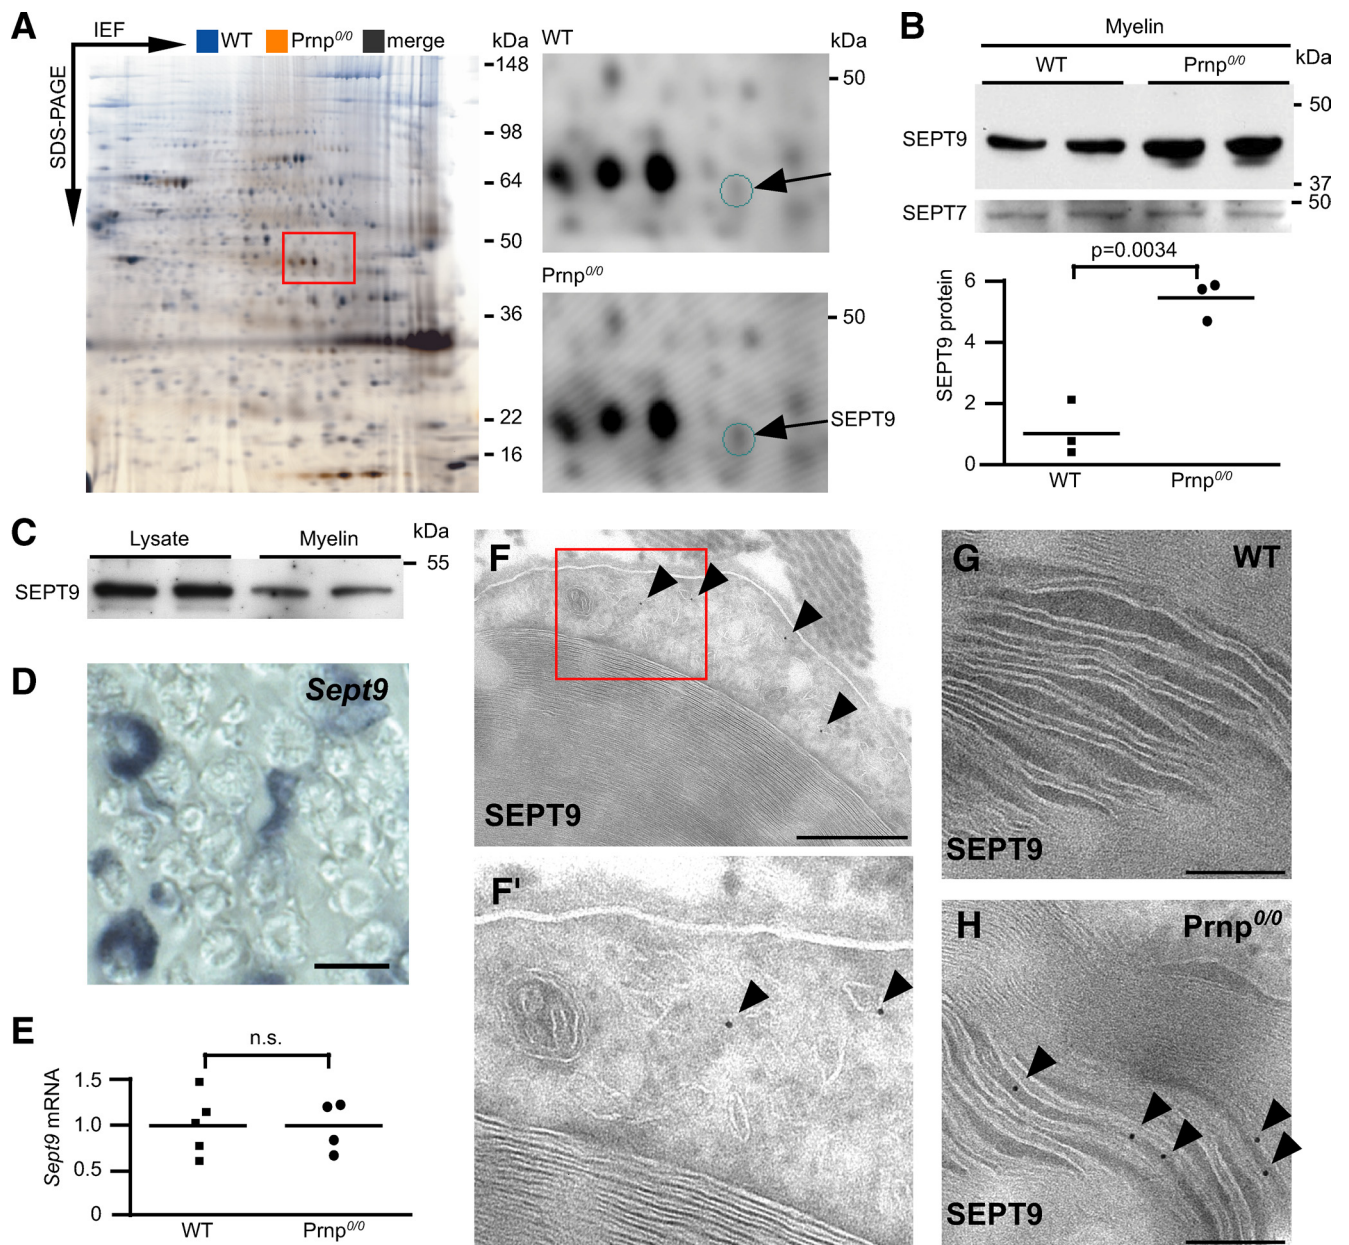 A
IEF
SDS-PAGE
WT Prnp0/0 merge
kDa
148
98
64
50
36
22
16
WT
kDa
50
Prnp0/0
50
SEPT9
B
Myelin
WT Prnp0/0
kDa
50
SEPT9
37
50
SEPT7
p=0.0034
SEPT9 protein
6
4
2
0
WT Prnp0/0
C
Lysate Myelin
kDa
55
SEPT9
D
Sept9
E
n.s.
Sept9 mRNA
1.5
1.0
0.5
0
WT Prnp0/0
F
SEPT9
F'
G
WT
SEPT9
H
Prnp0/0
SEPT9